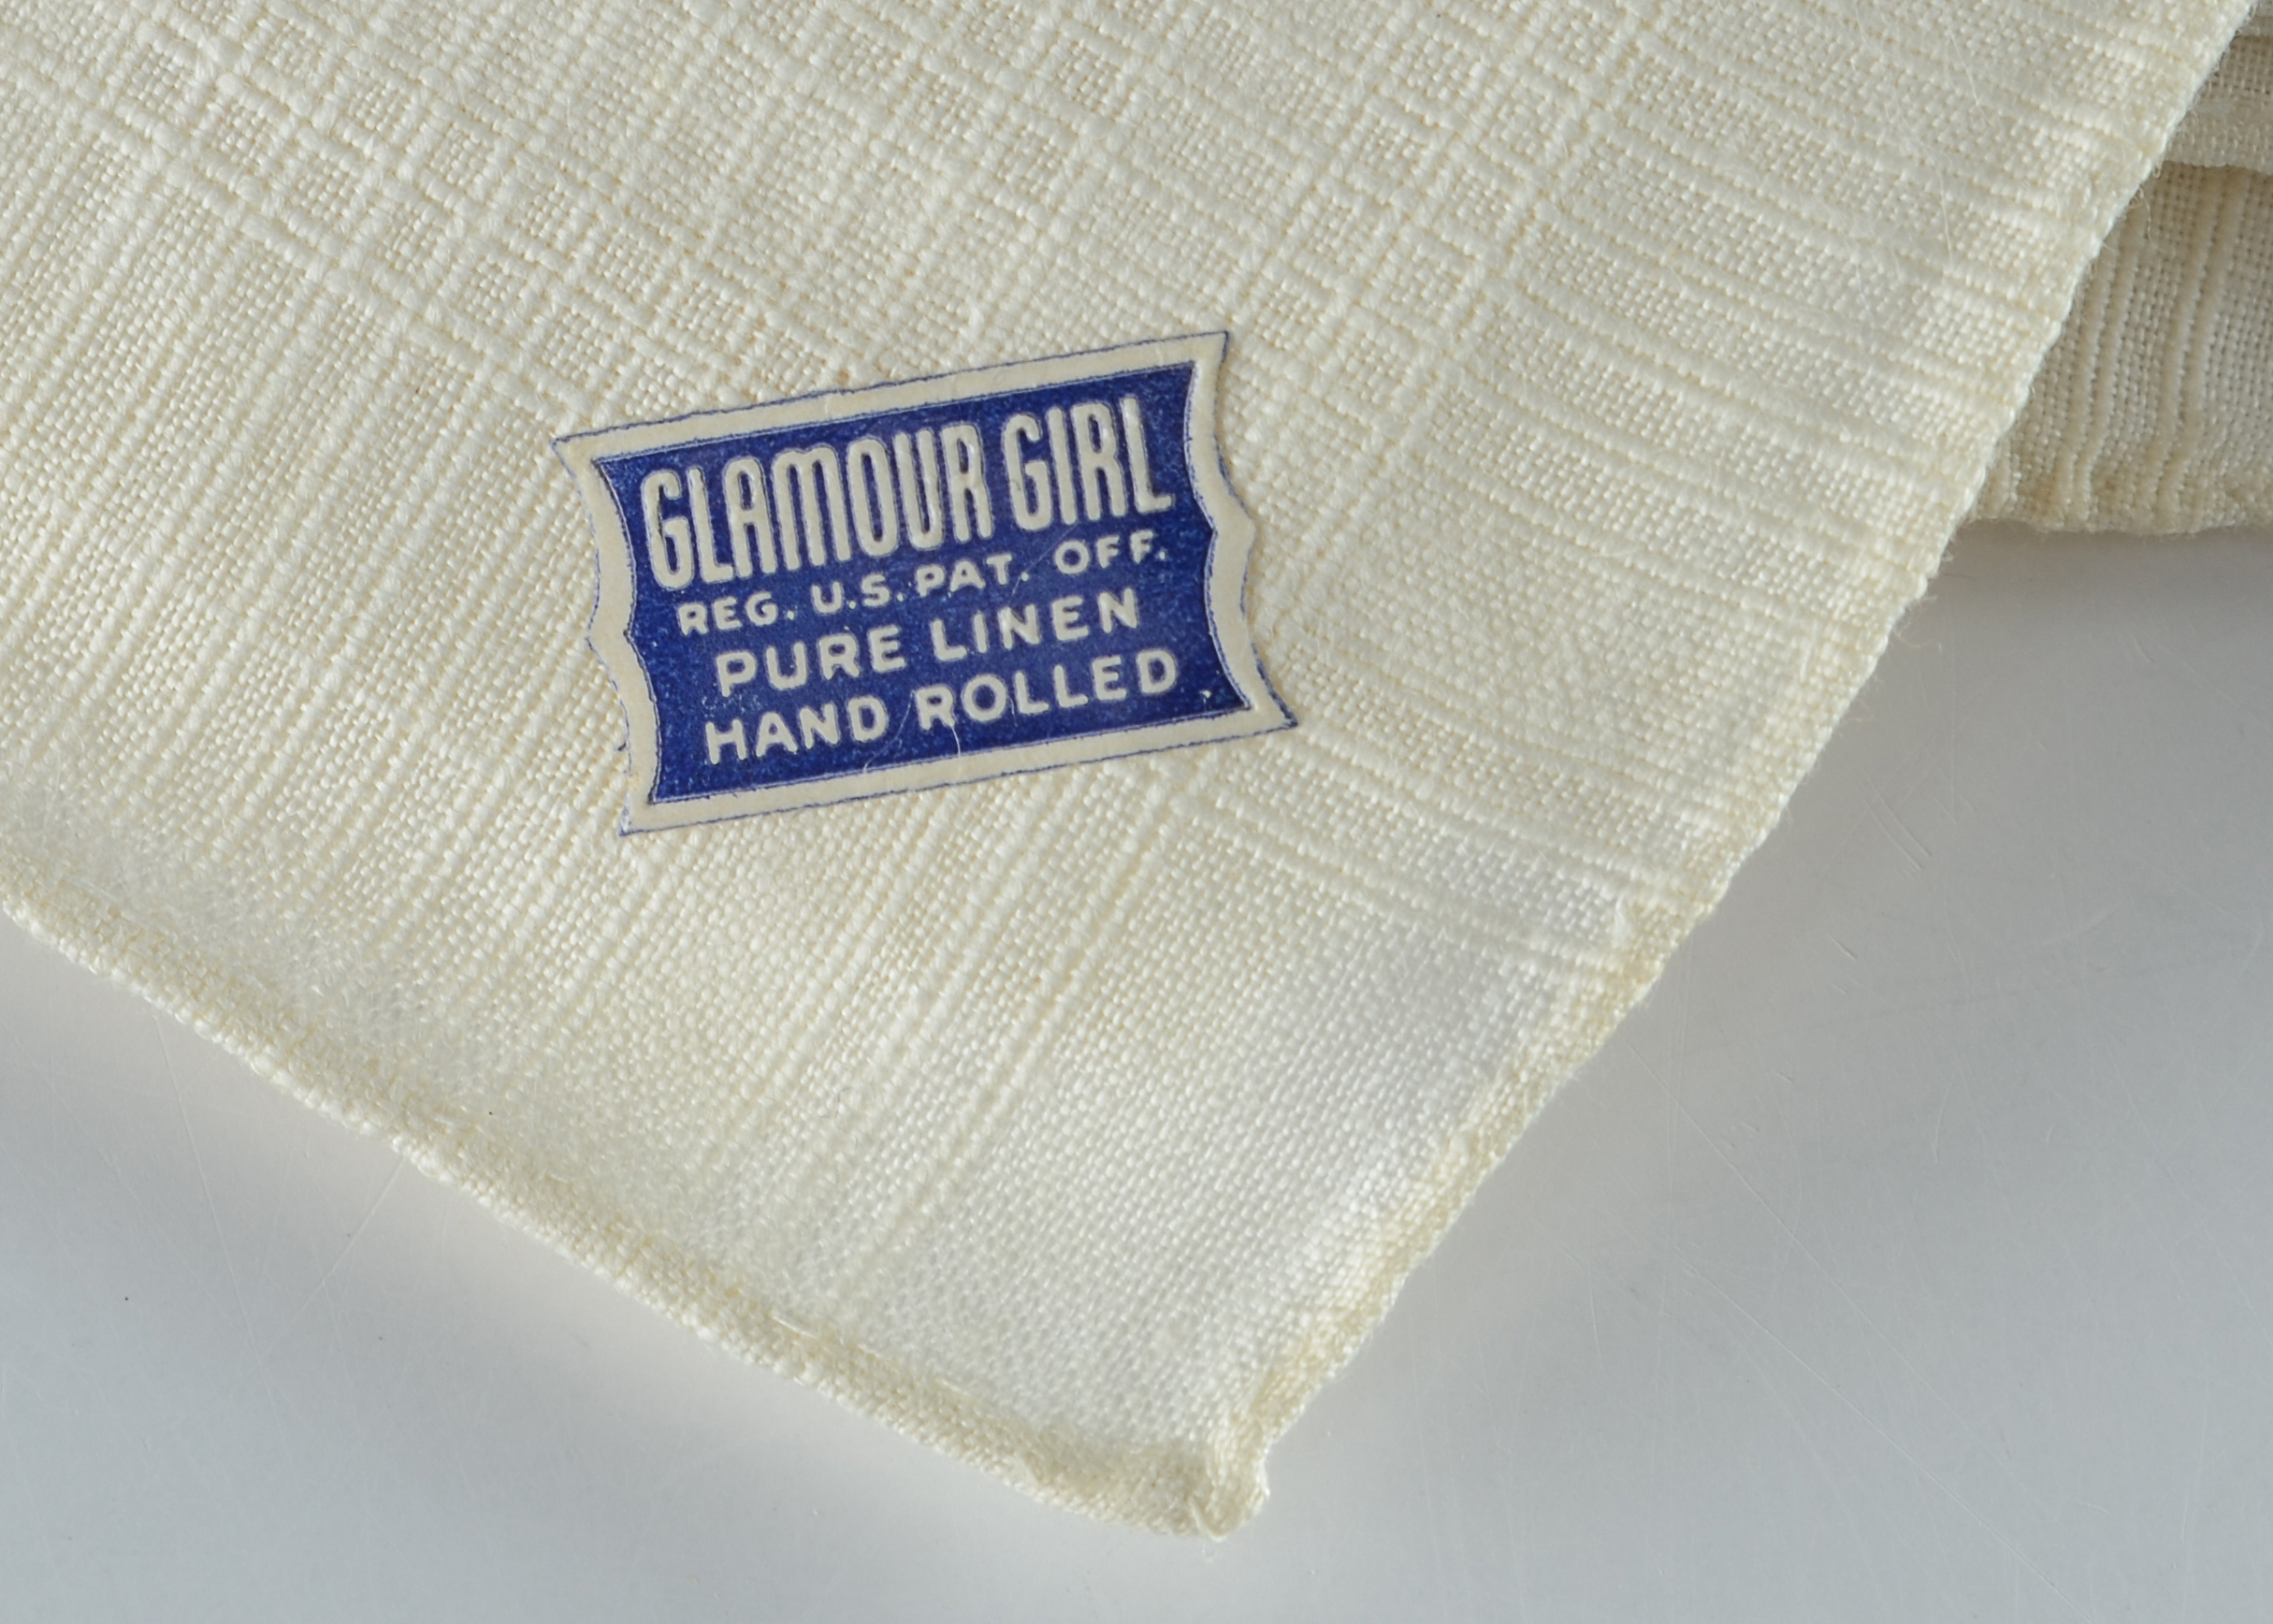 GLAMOUR GIRL
REG. U.S. PAT. OFF.
PURE LINEN
HAND ROLLED